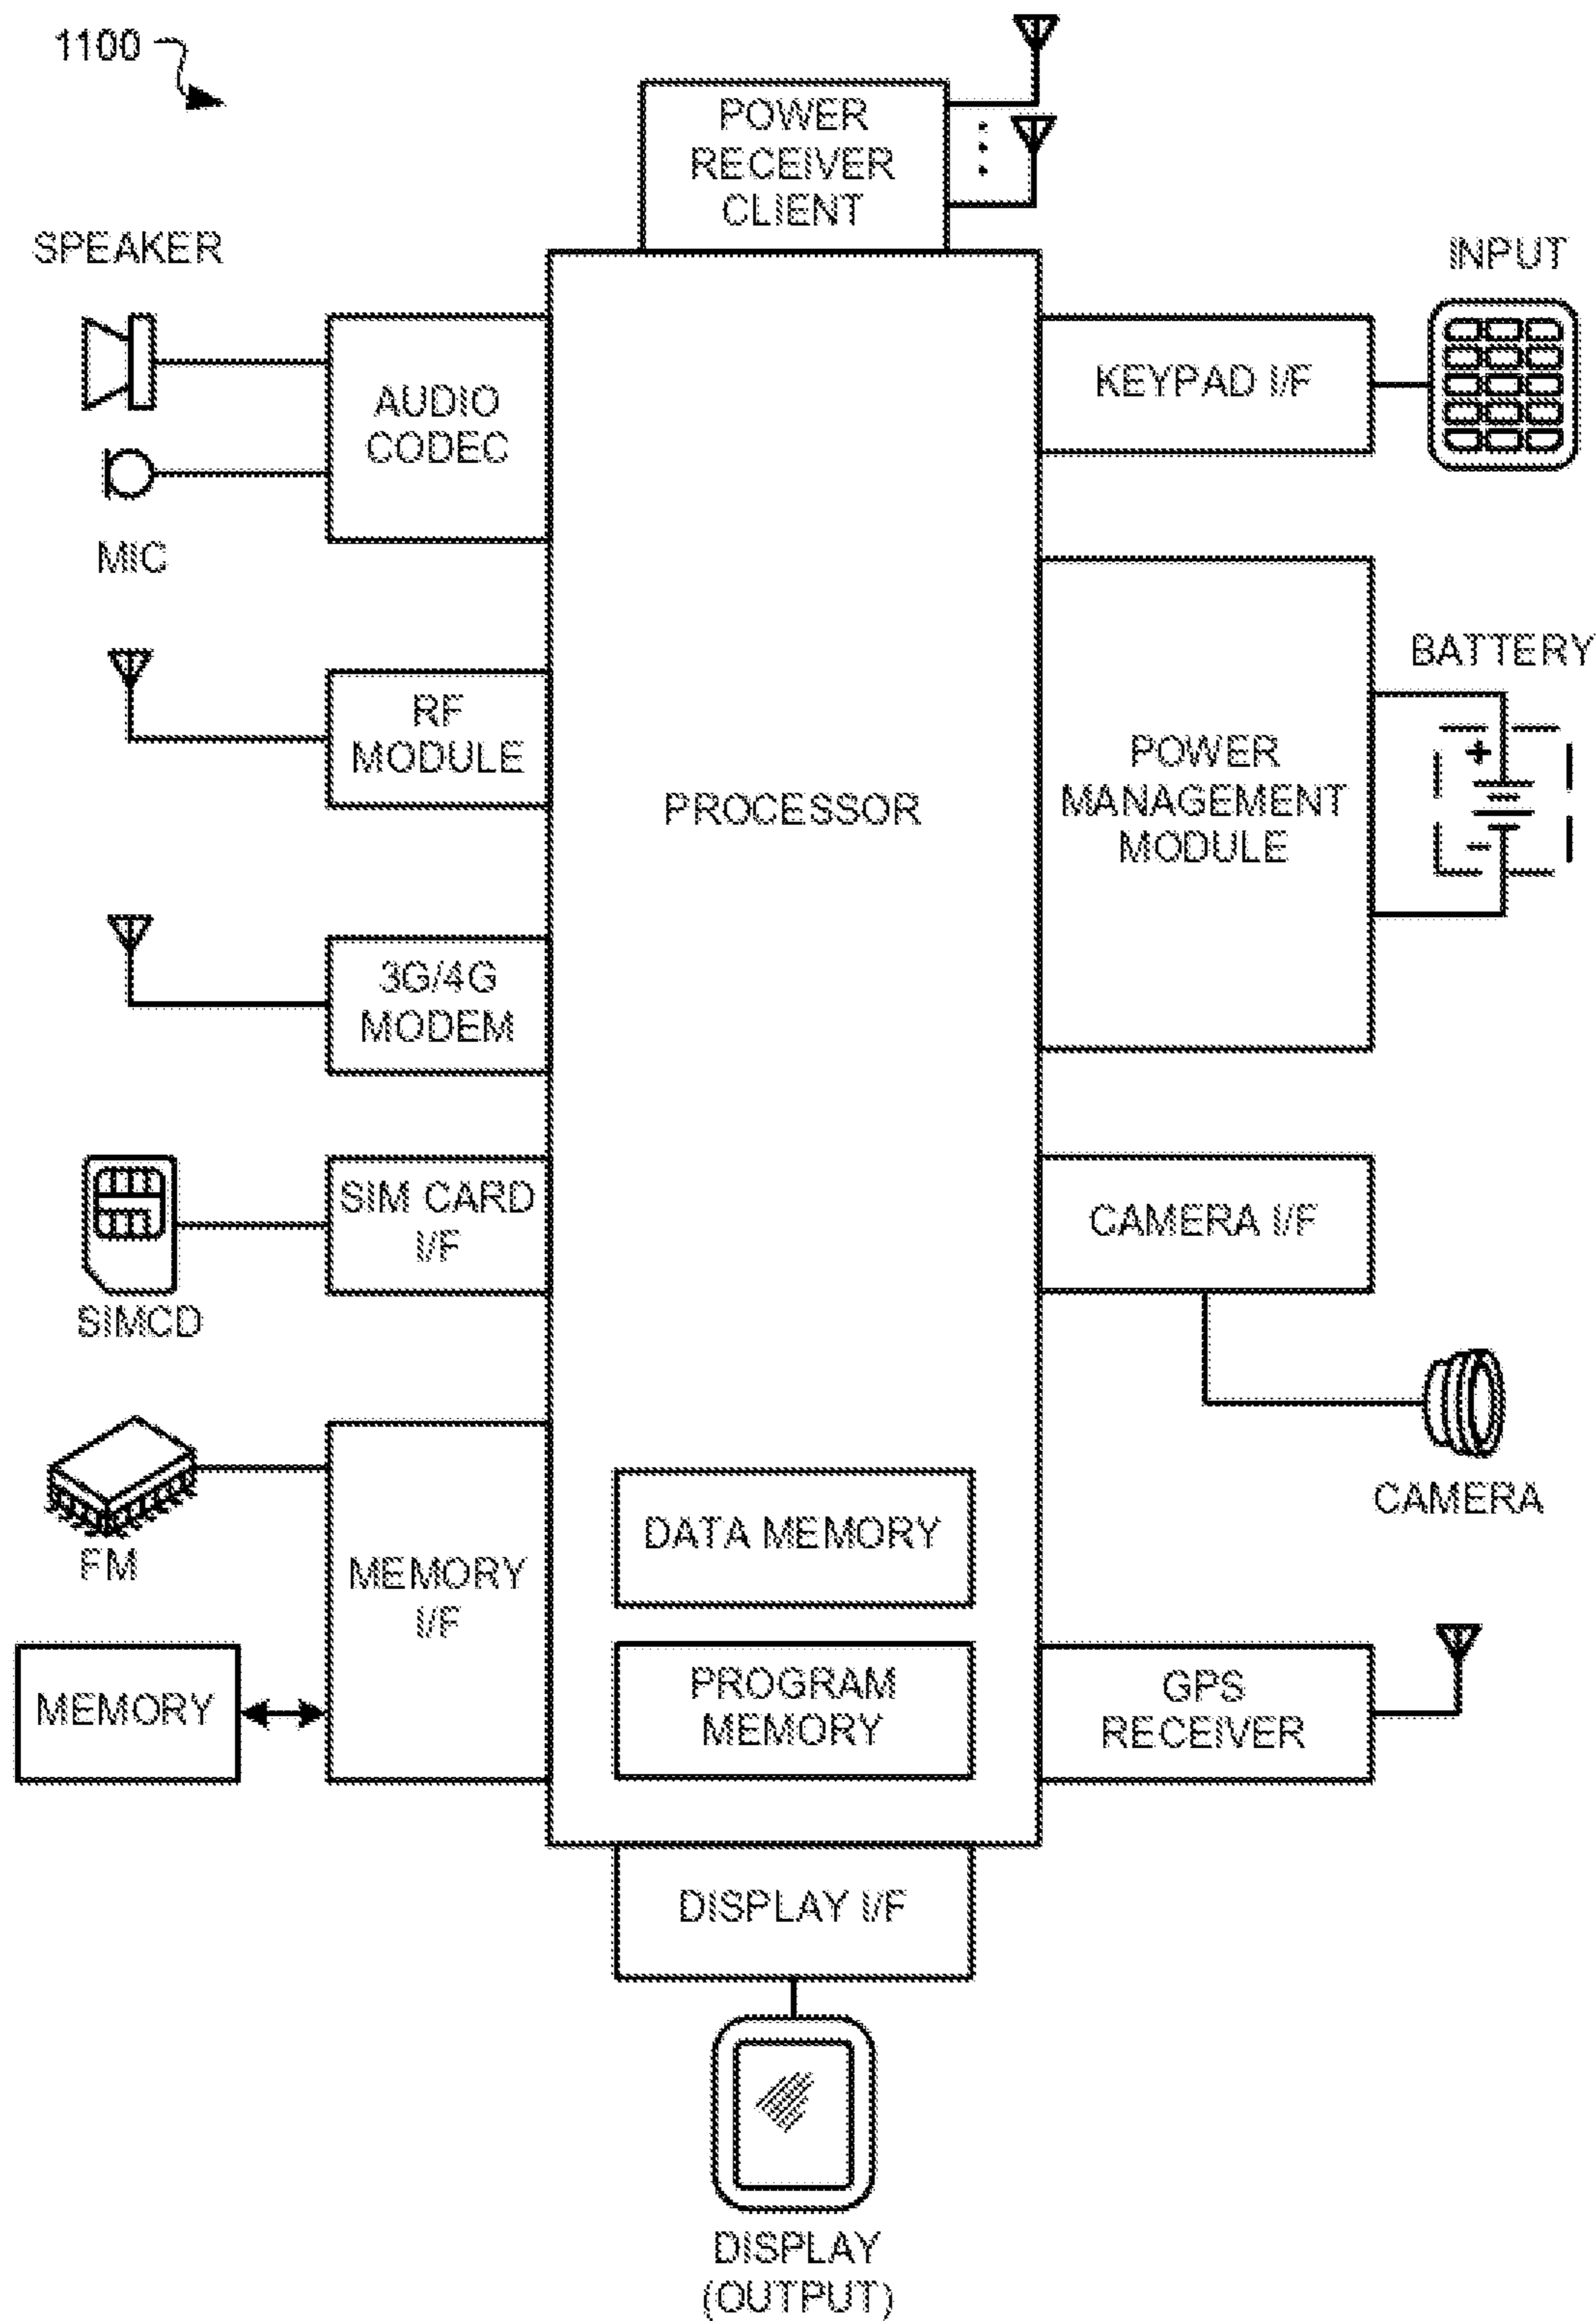 1100
POWER
RECEIVER
CLIENT
SPEAKER
INPUT
AUDIO
CODEC
KEYPAD I/F
MIC
RF
MODULE
PROCESSOR
BATTERY
+
-
POWER
MANAGEMENT
MODULE
3G/4G
MODEM
SIM CARD
I/F
SIMCD
CAMERA I/F
CAMERA
FM
MEMORY
I/F
MEMORY
DATA MEMORY
PROGRAM
MEMORY
GPS
RECEIVER
DISPLAY I/F
DISPLAY
(OUTPUT)